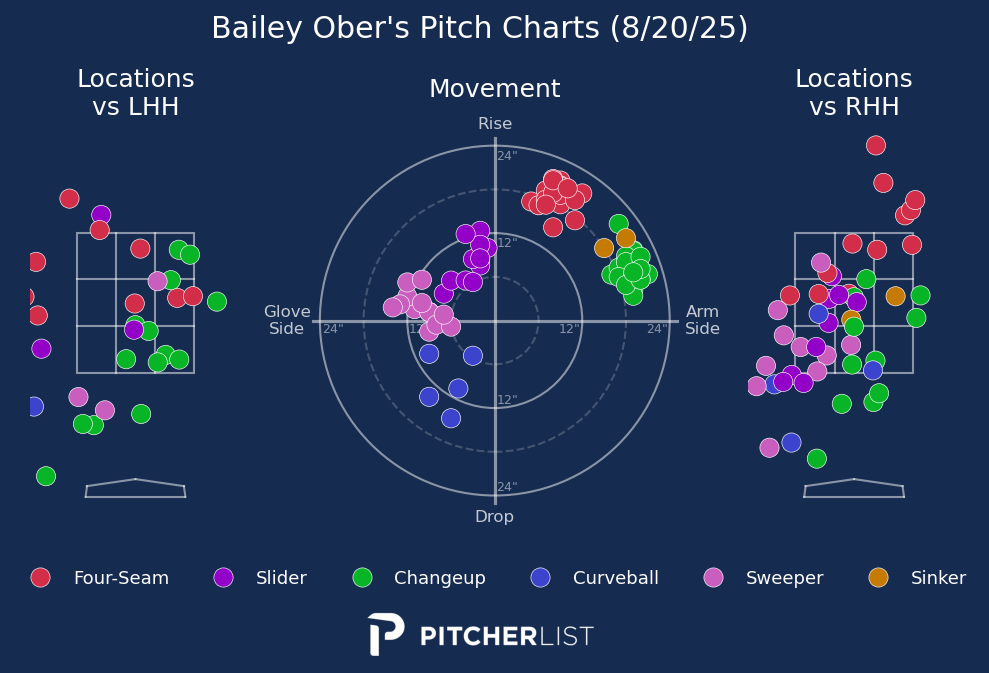 Bailey Ober's Pitch Charts (8/20/25)
Locations
vs LHH
Movement
Locations
vs RHH
Rise
24"
12"
Glove
Side
24"
12"
12"
24"
Arm
Side
12"
24"
Drop
Four-Seam
Slider
Changeup
Curveball
Sweeper
Sinker
PITCHERLIST